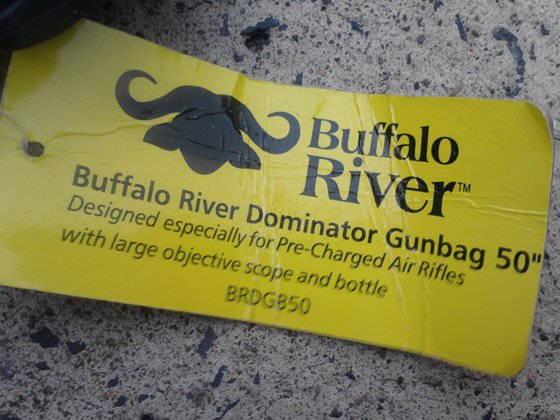 Buffalo
River™
Buffalo River Dominator Gunbag 50"
Designed especially for Pre-Charged Air Rifles
with large objective scope and bottle
BRDGB50